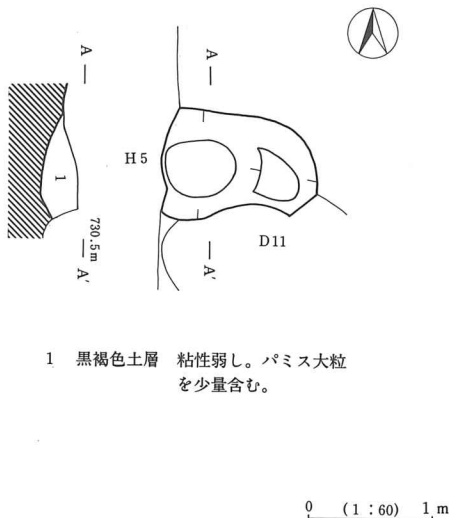 A
A
H5
1
730.5m
D11
A'
A'
1 黒褐色土層 粘性弱し。パミス大粒
を少量含む。
0 (1:60) 1m